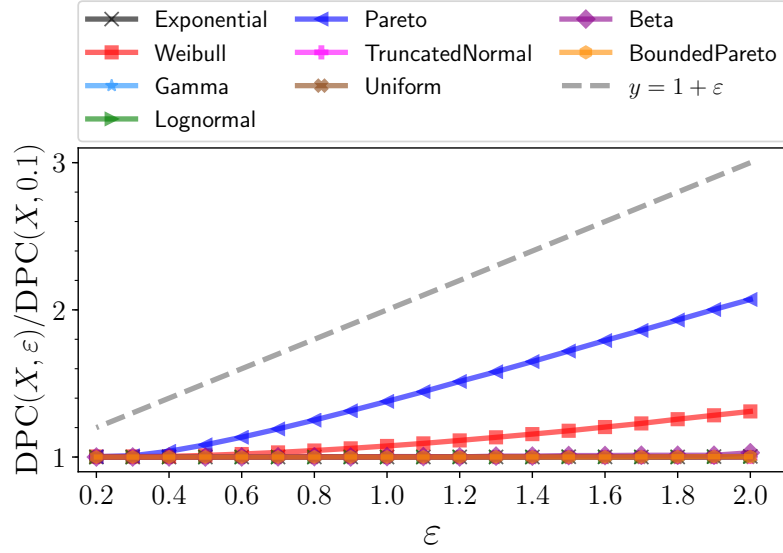 Exponential
Weibull
Gamma
Lognormal
Pareto
TruncatedNormal
Uniform
Beta
BoundedPareto
y = 1 + ε
DPC(X, ε)/DPC(X, 0.1)
3
2
1
0.2 0.4 0.6 0.8 1.0 1.2 1.4 1.6 1.8 2.0
ε